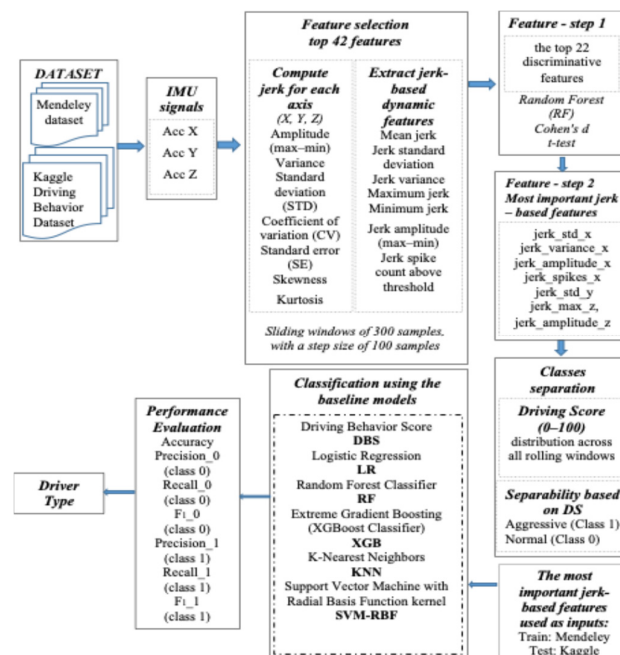 DATASET
Mendeley
dataset
Kaggle
Driving
Behavior
Dataset
IMU
signals
Acc X
Acc Y
Acc Z
Feature selection
top 42 features
Compute
jerk for each
axis
(X, Y, Z)
Amplitude
(max–min)
Variance
Standard
deviation
(STD)
Coefficient of
variation (CV)
Standard error
(SE)
Skewness
Kurtosis
Extract jerk-
based dynamic
features
Mean jerk
Jerk standard
deviation
Jerk variance
Maximum jerk
Minimum jerk
Jerk amplitude
(max–min)
Jerk spike
count above
threshold
Sliding windows of 300 samples,
with a step size of 100 samples
Feature - step 1
the top 22
discriminative
features
Random Forest
(RF)
Cohen's d
t-test
Feature - step 2
Most important jerk
– based features
jerk_std_x
jerk_variance_x
jerk_amplitude_x
jerk_spikes_x
jerk_std_y
jerk_max_z,
jerk_amplitude_z
Classes
separation
Driving Score
(0–100)
distribution across
all rolling windows
Separability based
on DS
Aggressive (Class 1)
Normal (Class 0)
The most
important jerk-
based features
used as inputs:
Train: Mendeley
Test: Kaggle
Classification using the
baseline models
Driving Behavior Score
DBS
Logistic Regression
LR
Random Forest Classifier
RF
Extreme Gradient Boosting
(XGBoost Classifier)
XGB
K-Nearest Neighbors
KNN
Support Vector Machine with
Radial Basis Function kernel
SVM-RBF
Performance
Evaluation
Accuracy
Precision_0
(class 0)
Recall_0
(class 0)
F1_0
(class 0)
Precision_1
(class 1)
Recall_1
(class 1)
F1_1
(class 1)
Driver
Type